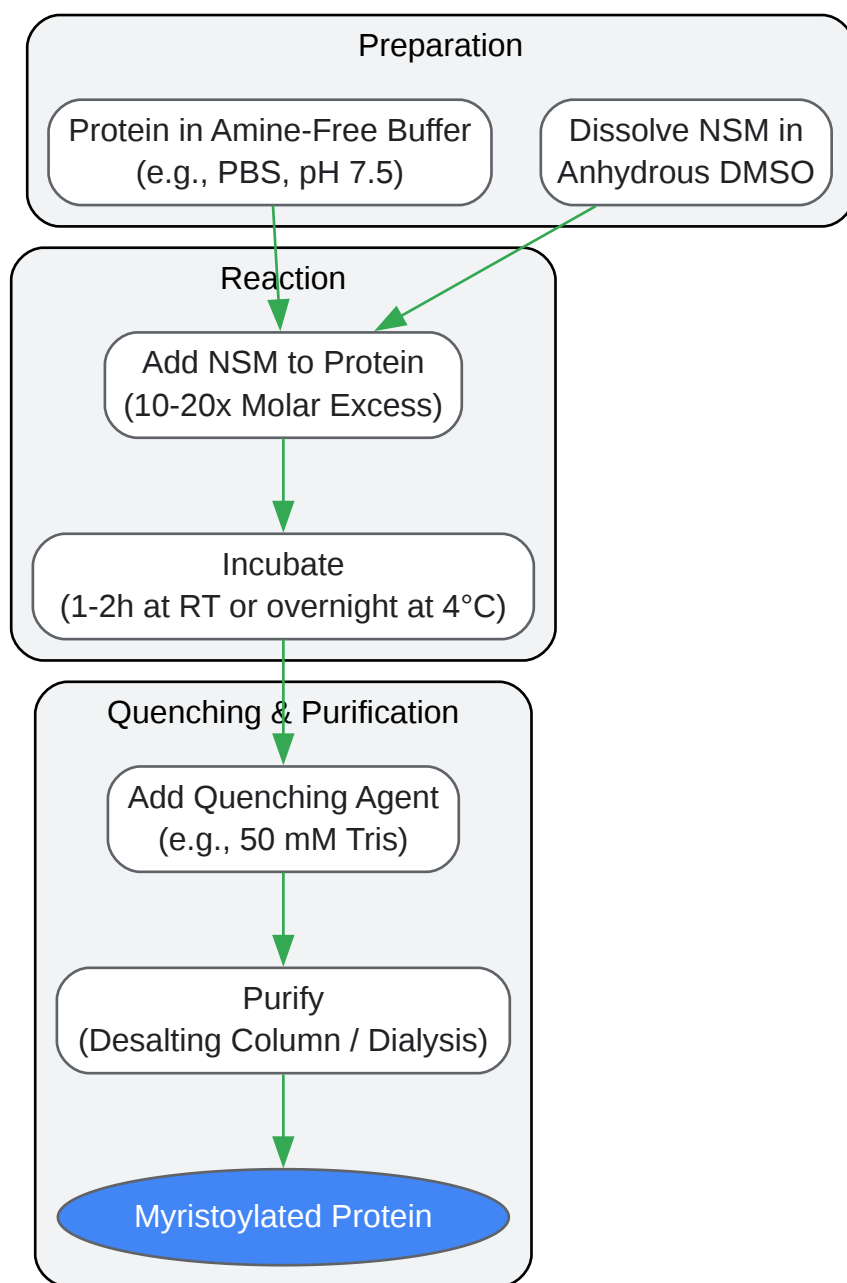 Preparation
Protein in Amine-Free Buffer
(e.g., PBS, pH 7.5)
Dissolve NSM in
Anhydrous DMSO
Reaction
Add NSM to Protein
(10-20x Molar Excess)
Incubate
(1-2h at RT or overnight at 4°C)
Quenching & Purification
Add Quenching Agent
(e.g., 50 mM Tris)
Purify
(Desalting Column / Dialysis)
Myristoylated Protein